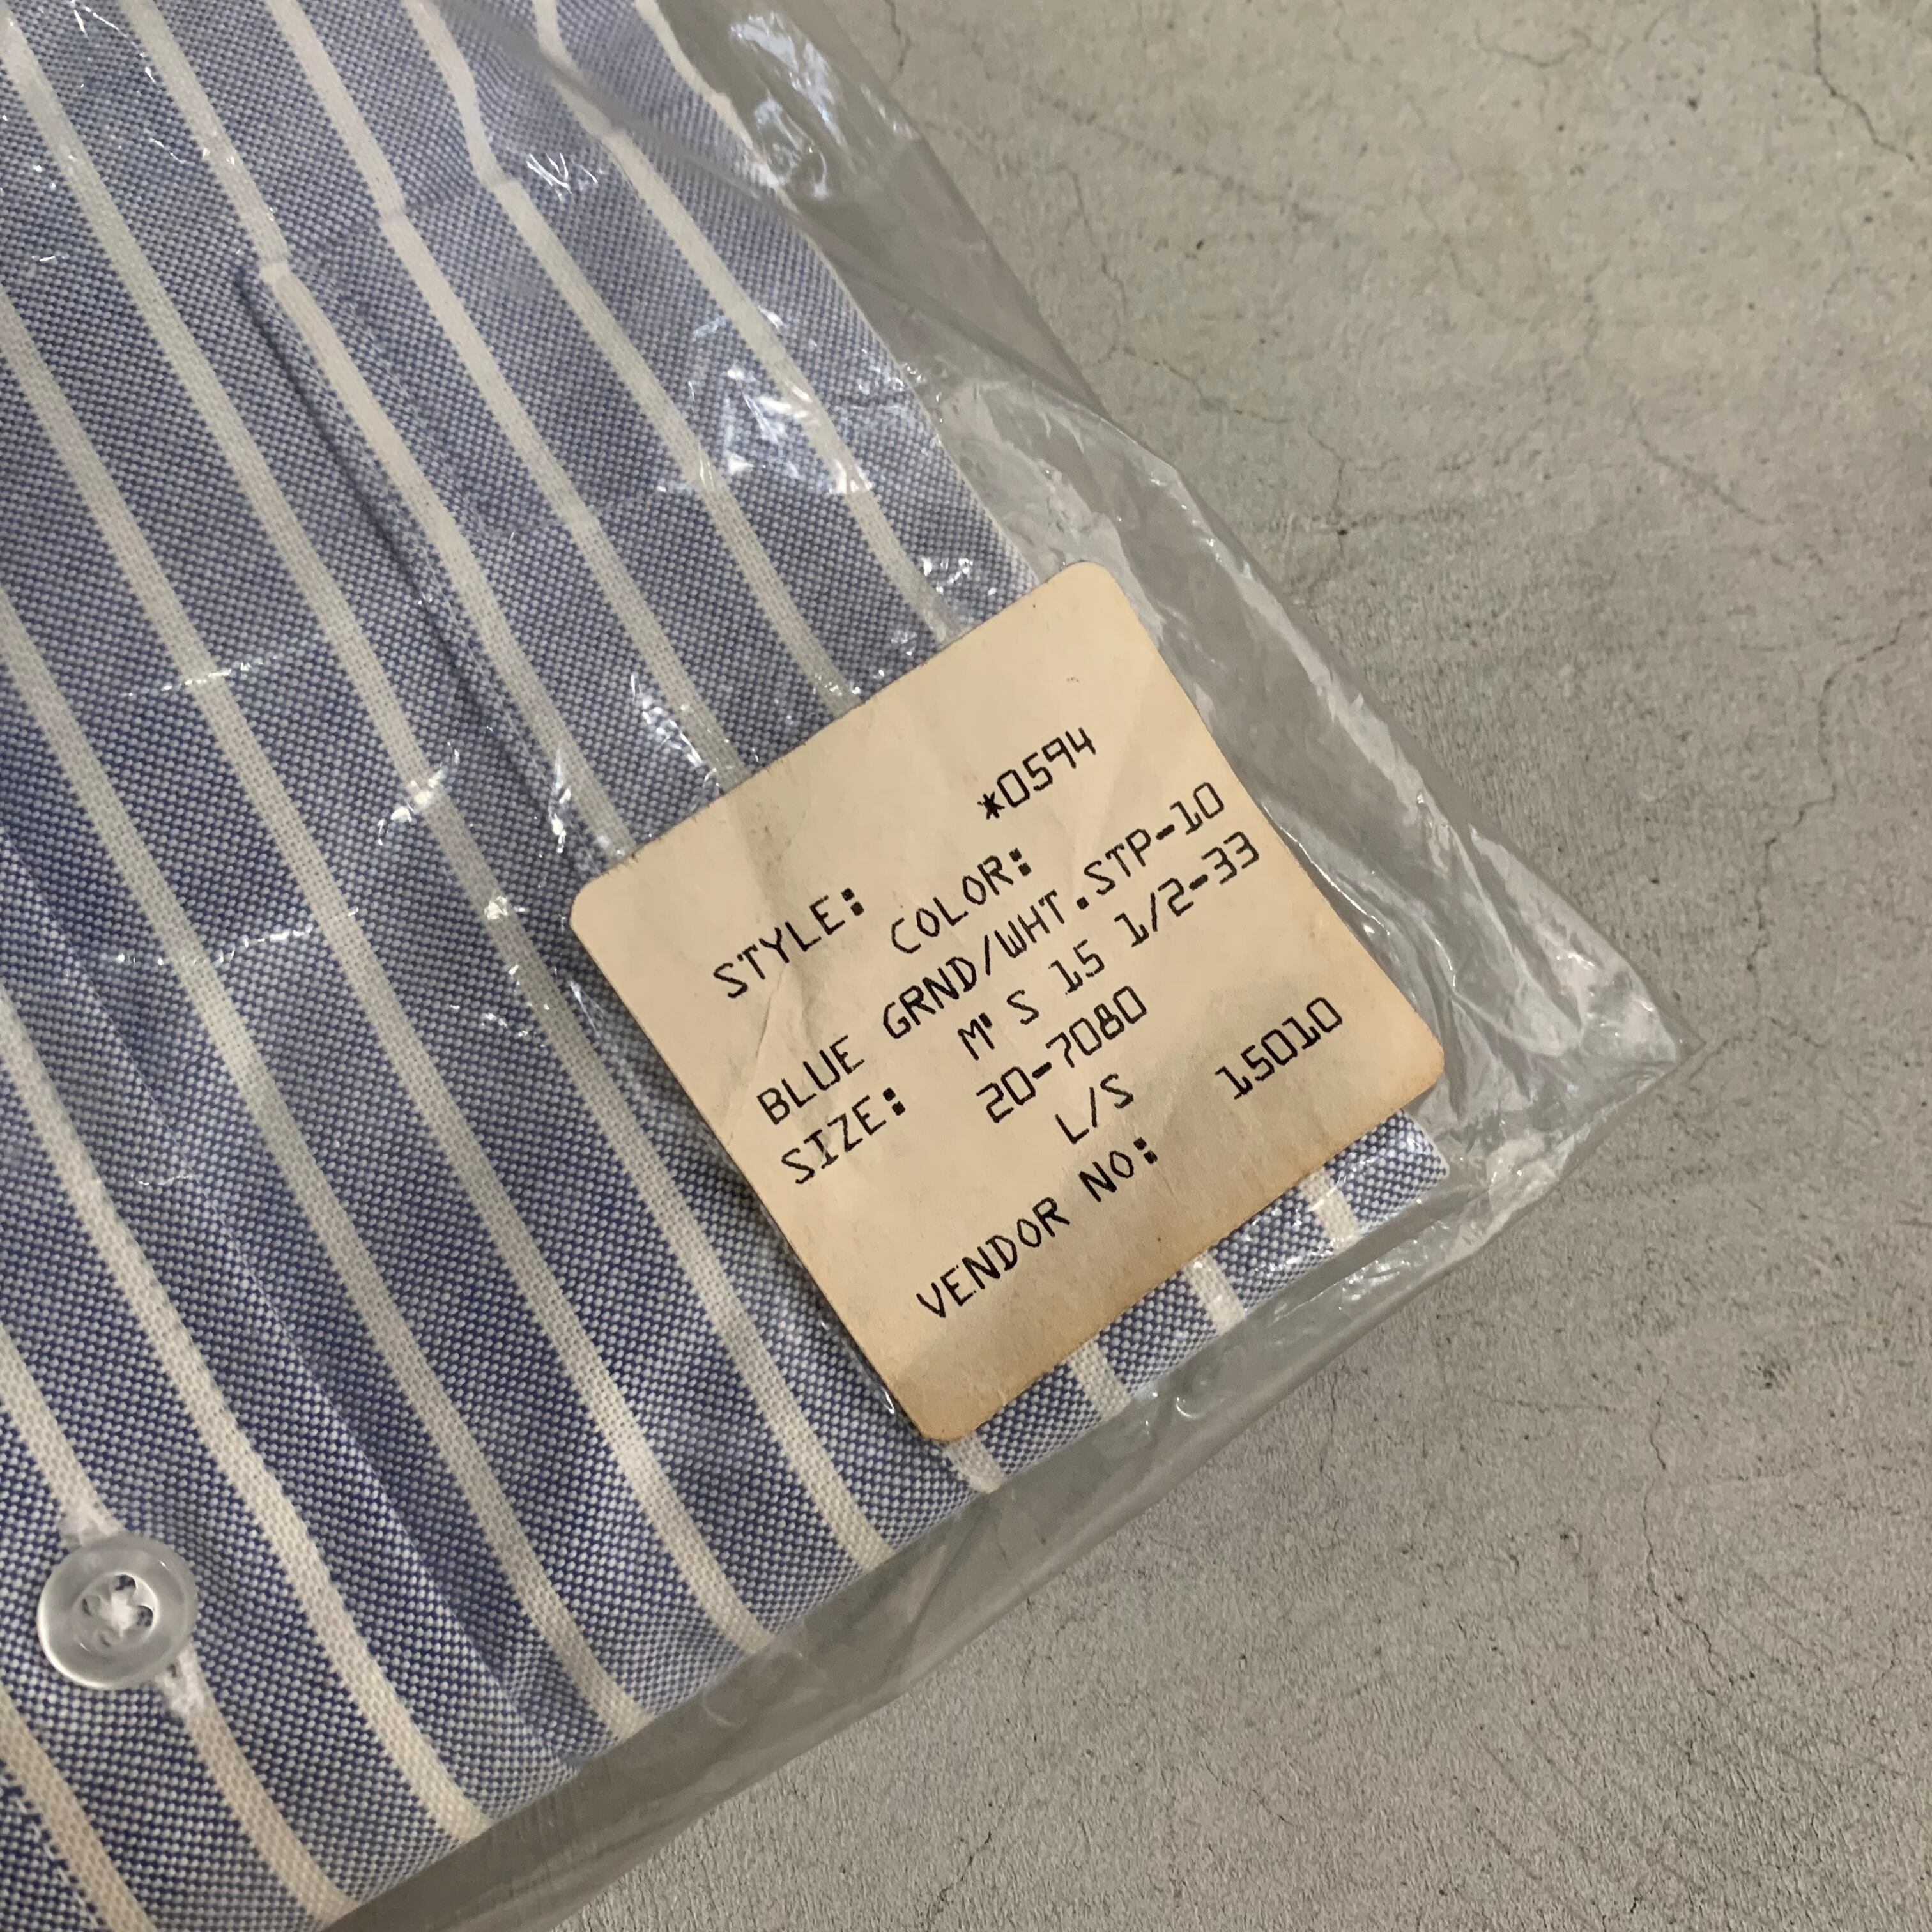 STYLE: *0594
COLOR:
BLUE GRND/WHT.STP-10
SIZE: M'S 15 1/2-33
20-7080
L/S
VENDOR NO: 15010